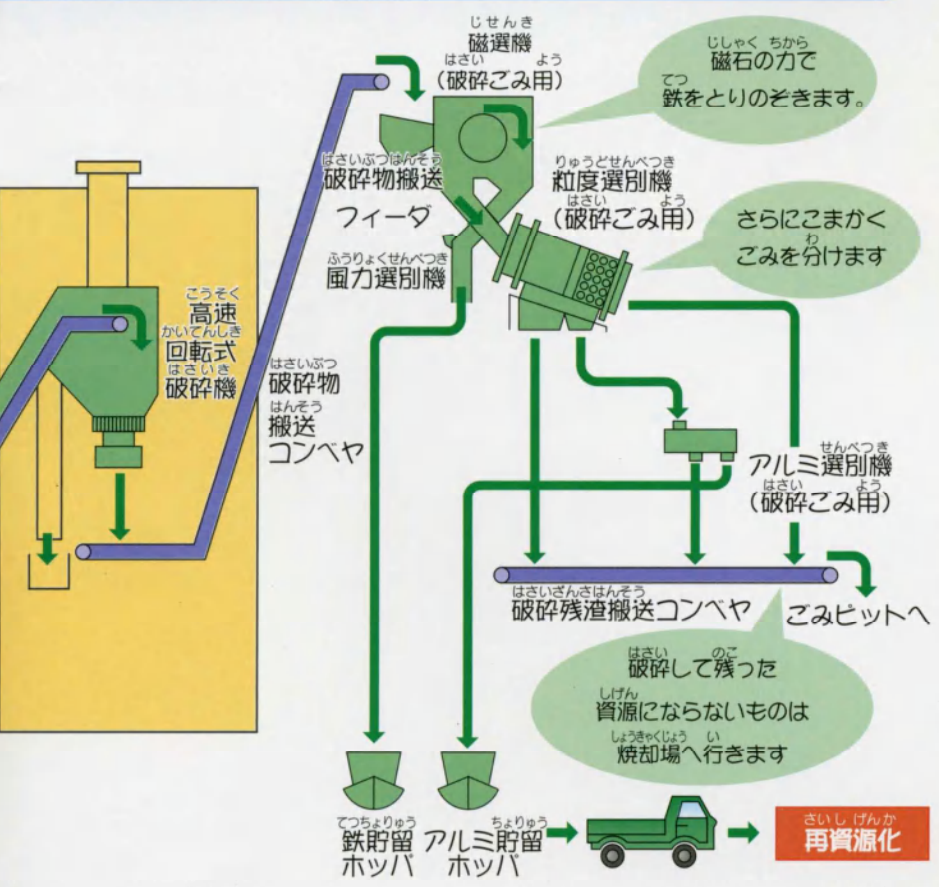 じせんき
磁選機
はさい よう
(破砕ごみ用)
じしゃく ちから
磁石の力で
てつ
鉄をとりのぞきます。
はさいぶつはんそう
破砕物搬送
フィーダ
りゅうどせんべつき
粒度選別機
はさい よう
(破砕ごみ用)
さらにこまかく
わ
ごみを分けます
ふうりょくせんべつき
風力選別機
こうそく
高速
かいてんしき
回転式
はさいき
破砕機
はさいぶつ
破砕物
はんそう
搬送
コンベヤ
せんべつき
アルミ選別機
はさい よう
(破砕ごみ用)
はさいざんさはんそう
破砕残渣搬送コンベヤ
ごみピットへ
はさい のこ
破砕して残った
しげん
資源にならないものは
しょうきゃくじょう い
焼却場へ行きます
てつちょりゅう
鉄貯留
ホッパ
ちょりゅう
アルミ貯留
ホッパ
さいしげんか
再資源化